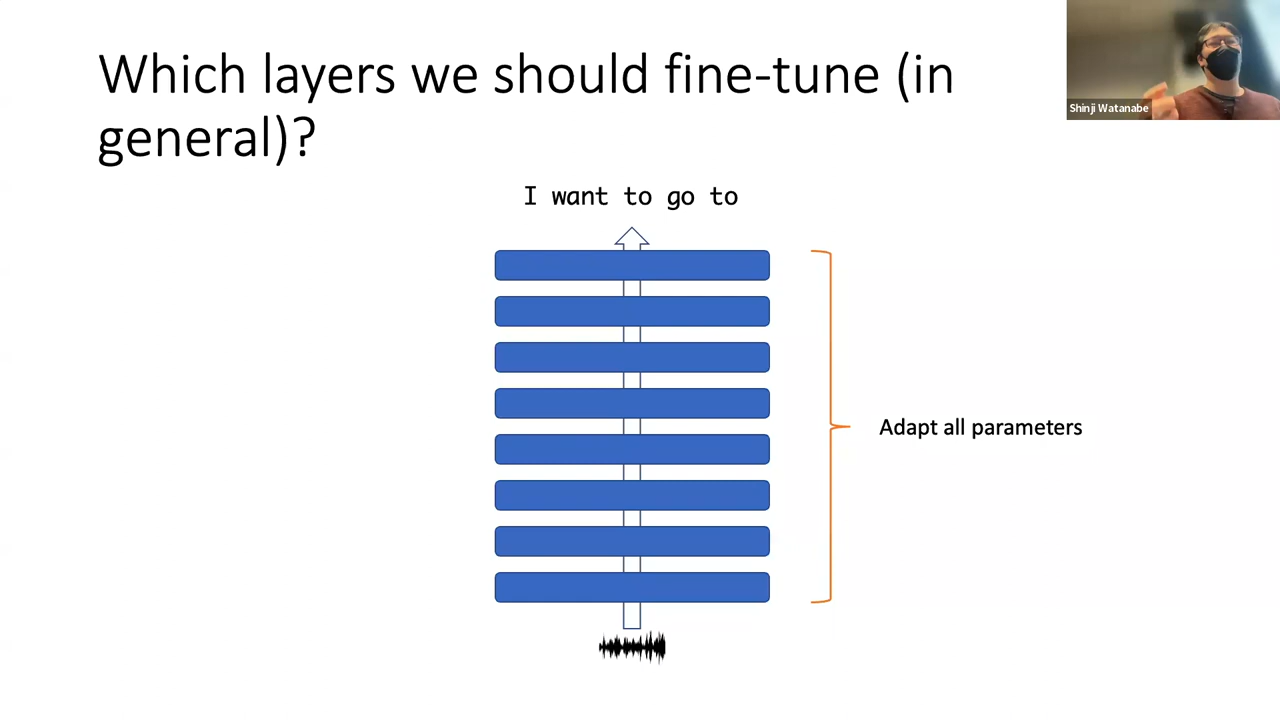 Which layers we should fine-tune (in
general)?
Shinji Watanabe
I want to go to
Adapt all parameters